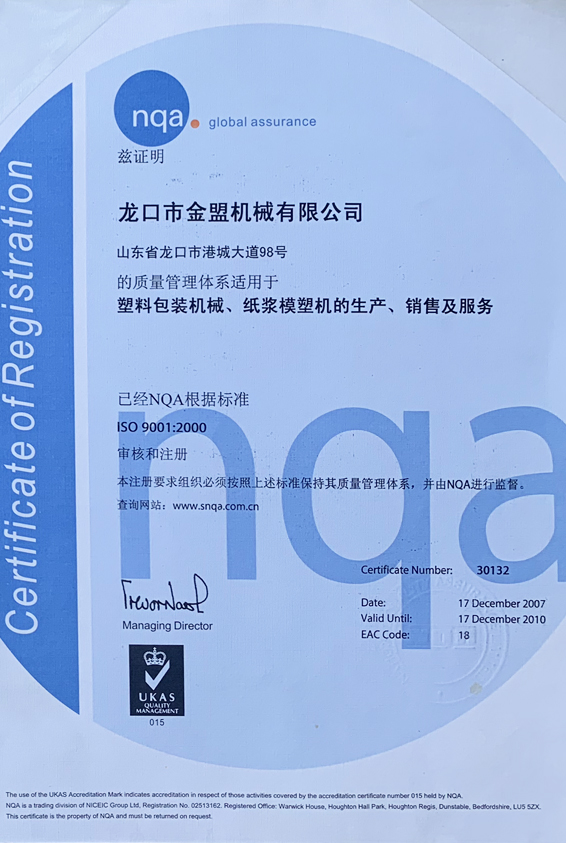 Certificate of Registration
nqa.
global assurance
兹证明
龙口市金盟机械有限公司
山东省龙口市港城大道98号
的质量管理体系适用于
塑料包装机械、纸浆模塑机的生产、销售及服务
已经NQA根据标准
ISO 9001:2000
审核和注册
本注册要求组织必须按照上述标准保持其质量管理体系，并由NQA进行监督。
查询网站：www.snqa.com.cn
nqa
Certificate Number: 30132
Date: 17 December 2007
Valid Until: 17 December 2010
EAC Code: 18
Managing Director
UKAS
QUALITY
MANAGEMENT
015
The use of the UKAS Accreditation Mark indicates accreditation in respect of those activities covered by the accreditation certificate number 015 held by NQA.
NQA is a trading division of NICEIC Group Ltd, Registration No. 02513162. Registered Office: Warwick House, Houghton Hall Park, Houghton Regis, Dunstable, Bedfordshire, LU5 5ZX.
This certificate is the property of NQA and must be returned on request.